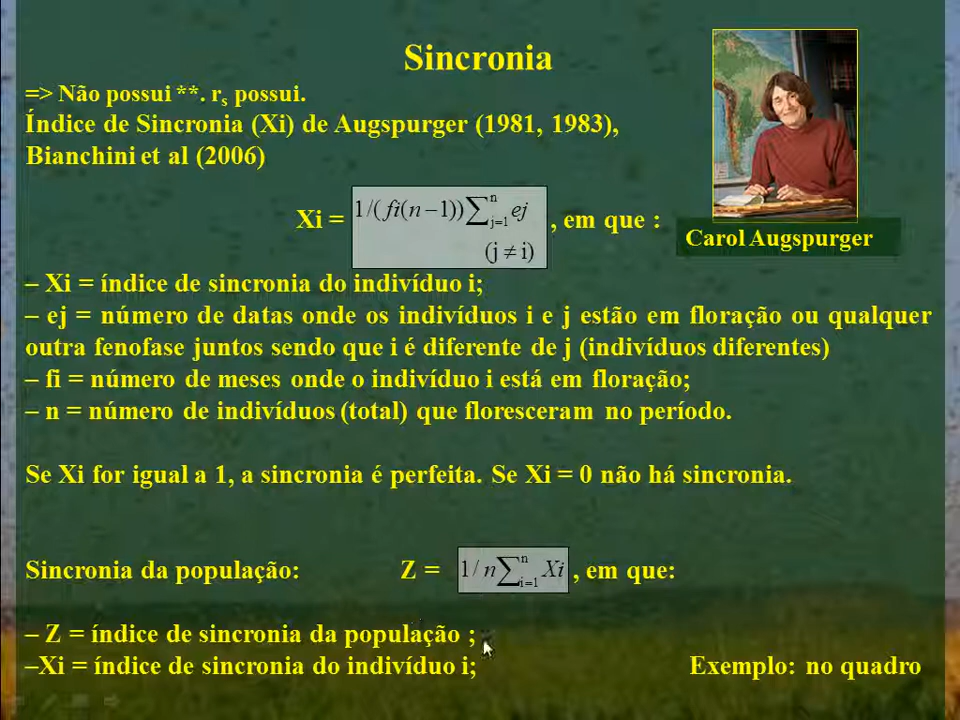 Sincronia
=> Não possui **. rs possui.
Índice de Sincronia (Xi) de Augspurger (1981, 1983),
Bianchini et al (2006)
Xi = 1/(fi(n−1))∑ⁿj=1 ej , em que :
(j ≠ i)
Carol Augspurger
– Xi = índice de sincronia do indivíduo i;
– ej = número de datas onde os indivíduos i e j estão em floração ou qualquer
outra fenofase juntos sendo que i é diferente de j (indivíduos diferentes)
– fi = número de meses onde o indivíduo i está em floração;
– n = número de indivíduos (total) que floresceram no período.
Se Xi for igual a 1, a sincronia é perfeita. Se Xi = 0 não há sincronia.
Sincronia da população: Z = 1/n∑ⁿi=1 Xi , em que:
– Z = índice de sincronia da população ;
–Xi = índice de sincronia do indivíduo i; Exemplo: no quadro